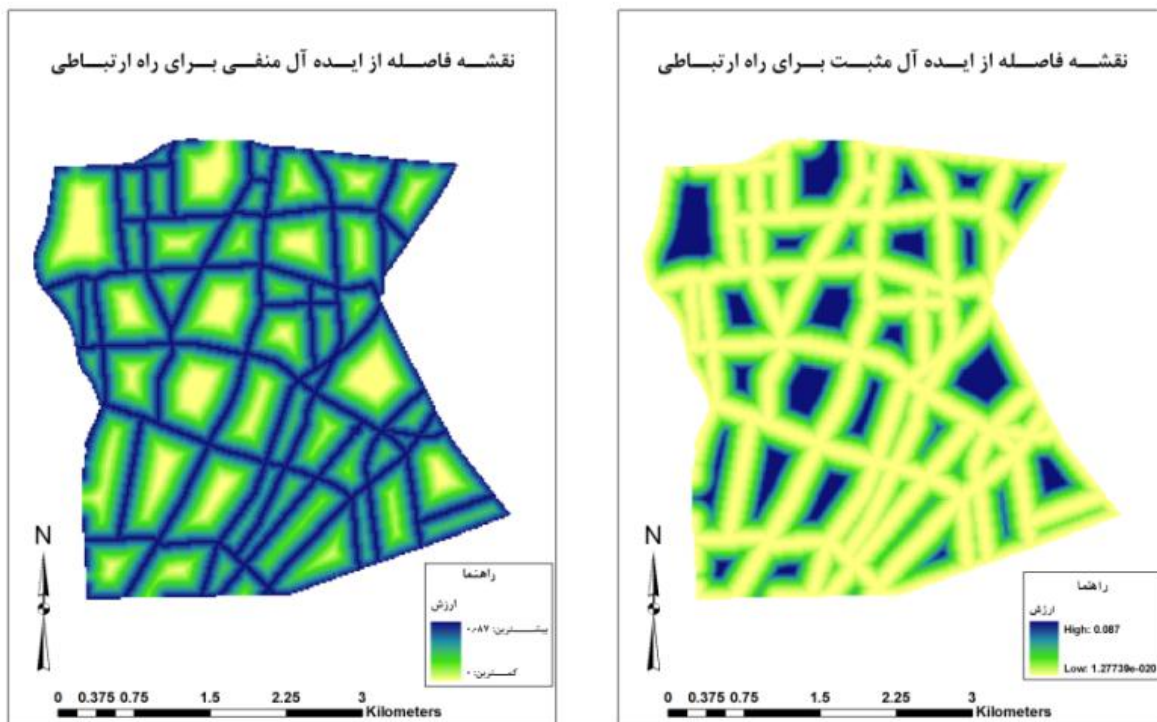 نقشه فاصله از ایده آل مثبت برای راه ارتباطی
N
راهنما
ارزش
High: 0.087
Low: 1.27739e-020
0 0.375 0.75 1.5 2.25 3
Kilometers
نقشه فاصله از ایده آل منفی برای راه ارتباطی
N
راهنما
ارزش
بیشترین: ۰٫۰۸۷
کمترین: ۰
0 0.375 0.75 1.5 2.25 3
Kilometers